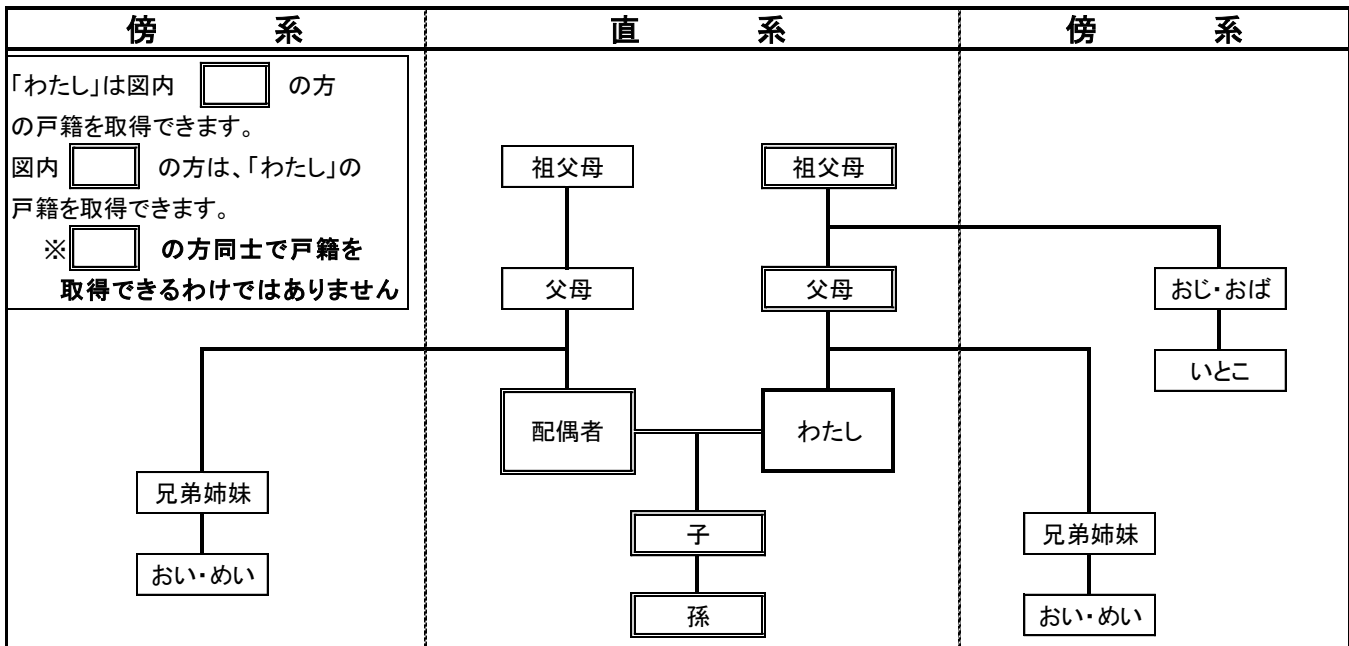 傍系
直系
傍系
「わたし」は図内 の方
の戸籍を取得できます。
図内 の方は、「わたし」の
戸籍を取得できます。
※ の方同士で戸籍を
取得できるわけではありません
祖父母
祖父母
父母
父母
おじ・おば
いとこ
配偶者
わたし
兄弟姉妹
子
兄弟姉妹
おい・めい
孫
おい・めい